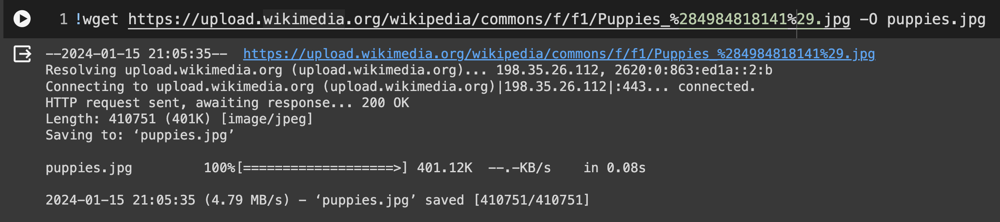 1 !wget https://upload.wikimedia.org/wikipedia/commons/f/f1/Puppies_%284984818141%29.jpg -O puppies.jpg
--2024-01-15 21:05:35--  https://upload.wikimedia.org/wikipedia/commons/f/f1/Puppies_%284984818141%29.jpg
Resolving upload.wikimedia.org (upload.wikimedia.org)... 198.35.26.112, 2620:0:863:ed1a::2:b
Connecting to upload.wikimedia.org (upload.wikimedia.org)|198.35.26.112|:443... connected.
HTTP request sent, awaiting response... 200 OK
Length: 410751 (401K) [image/jpeg]
Saving to: ‘puppies.jpg’
puppies.jpg         100%[===================>] 401.12K  --.-KB/s    in 0.08s
2024-01-15 21:05:35 (4.79 MB/s) - ‘puppies.jpg’ saved [410751/410751]